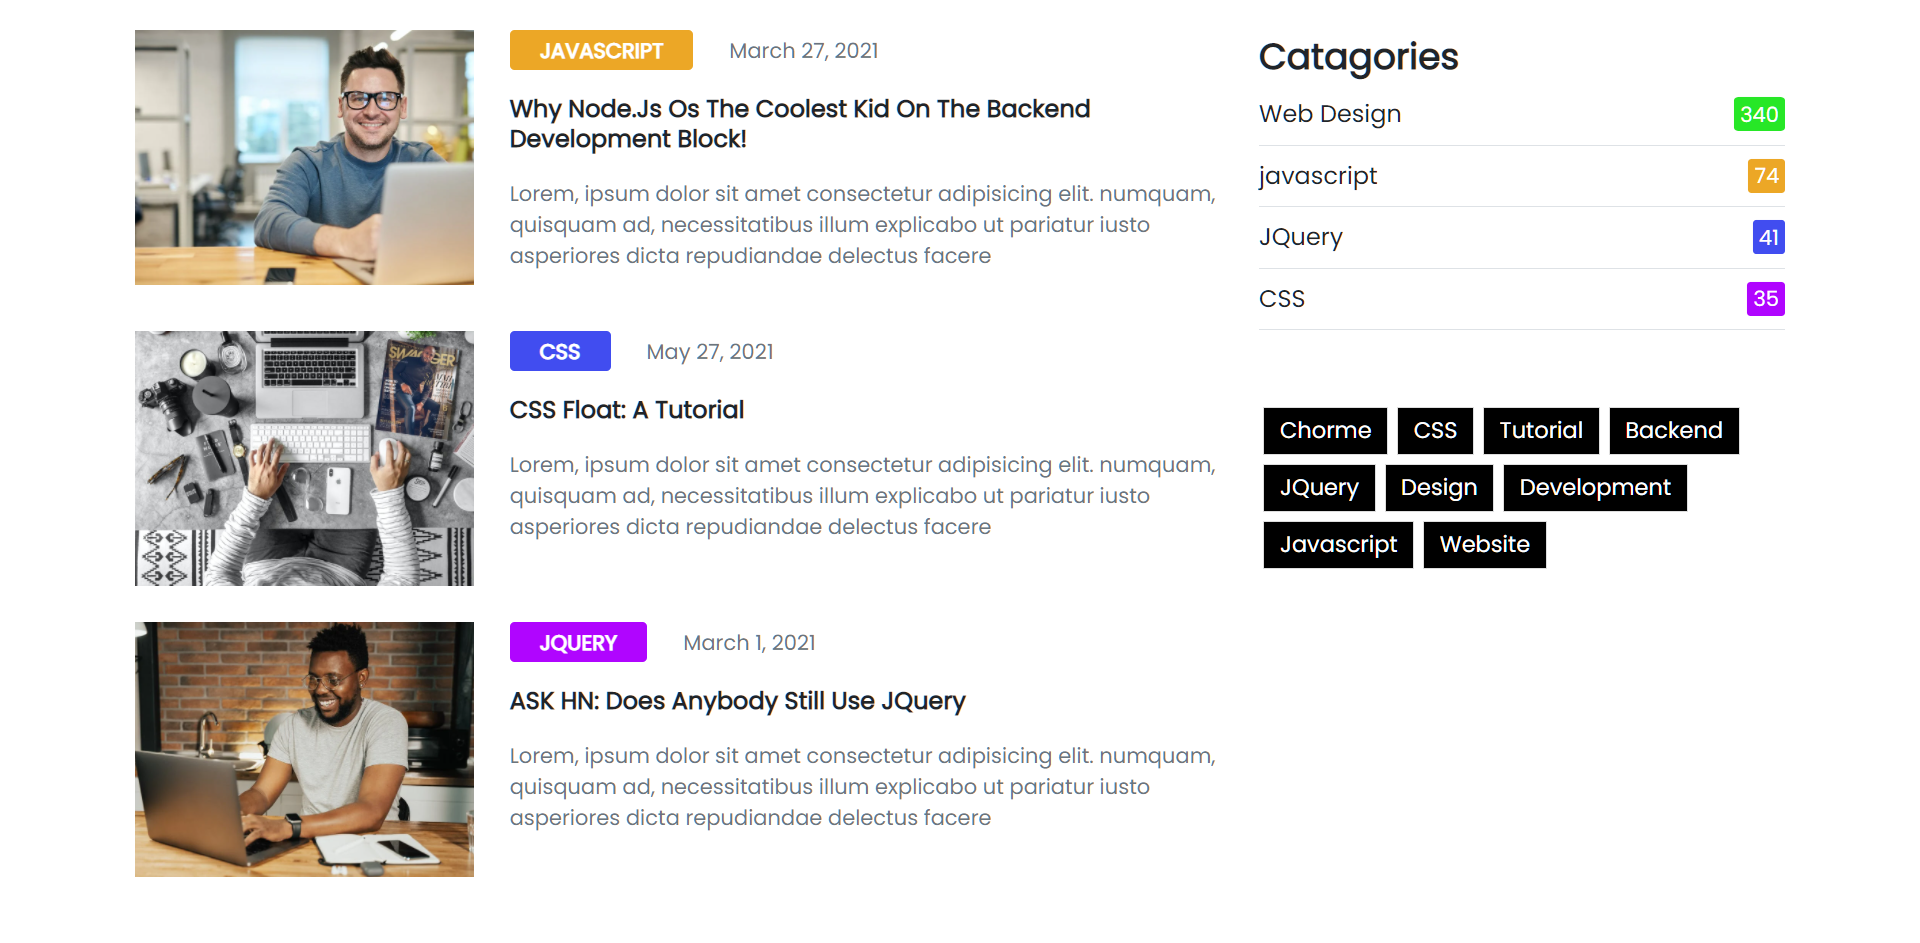 JAVASCRIPT March 27, 2021
Why Node.Js Os The Coolest Kid On The Backend
Development Block!
Lorem, ipsum dolor sit amet consectetur adipisicing elit. numquam,
quisquam ad, necessitatibus illum explicabo ut pariatur iusto
asperiores dicta repudiandae delectus facere
CSS May 27, 2021
CSS Float: A Tutorial
Lorem, ipsum dolor sit amet consectetur adipisicing elit. numquam,
quisquam ad, necessitatibus illum explicabo ut pariatur iusto
asperiores dicta repudiandae delectus facere
JQUERY March 1, 2021
ASK HN: Does Anybody Still Use JQuery
Lorem, ipsum dolor sit amet consectetur adipisicing elit. numquam,
quisquam ad, necessitatibus illum explicabo ut pariatur iusto
asperiores dicta repudiandae delectus facere
Catagories
Web Design 340
javascript 74
JQuery 41
CSS 35
Chorme CSS Tutorial Backend
JQuery Design Development
Javascript Website